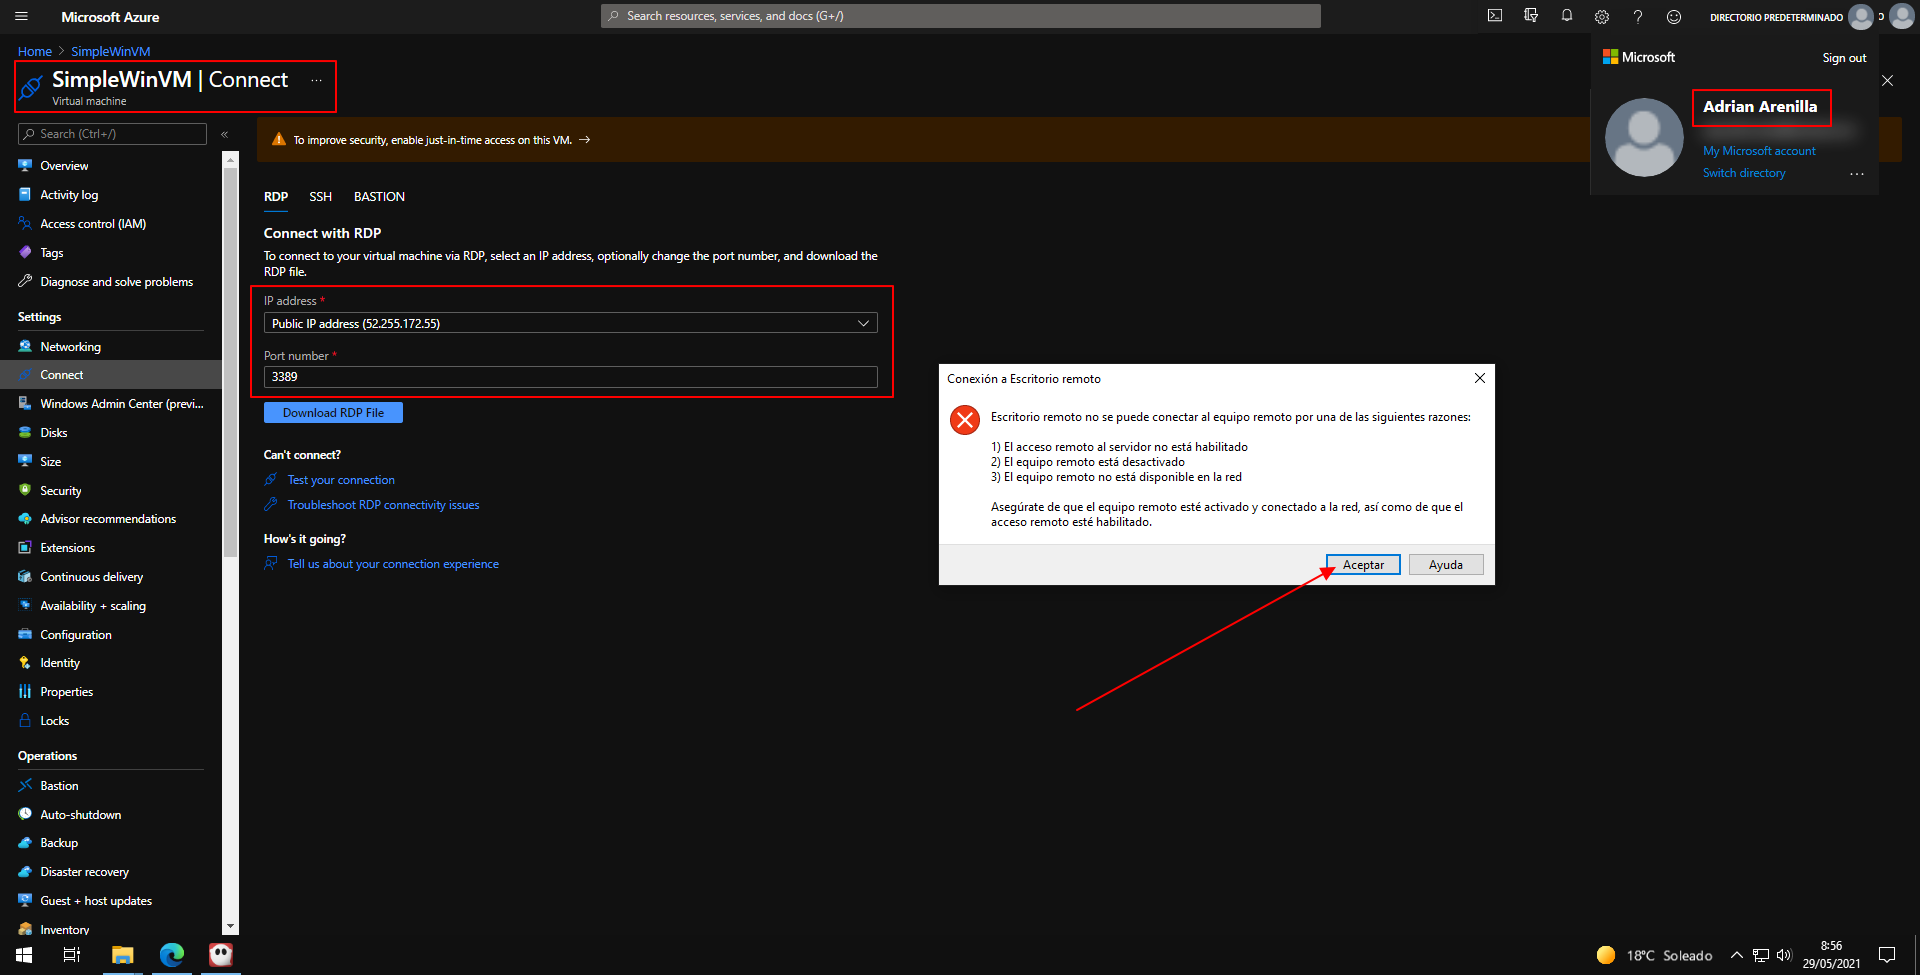 Microsoft Azure
Search resources, services, and docs (G+/)
DIRECTORIO PREDETERMINADO
Home > SimpleWinVM
SimpleWinVM | Connect ...
Virtual machine
Search (Ctrl+/)
«
Overview
Activity log
Access control (IAM)
Tags
Diagnose and solve problems
Settings
Networking
Connect
Windows Admin Center (previ...
Disks
Size
Security
Advisor recommendations
Extensions
Continuous delivery
Availability + scaling
Configuration
Identity
Properties
Locks
Operations
Bastion
Auto-shutdown
Backup
Disaster recovery
Guest + host updates
Inventory
To improve security, enable just-in-time access on this VM. →
RDP SSH BASTION
Connect with RDP
To connect to your virtual machine via RDP, select an IP address, optionally change the port number, and download the
RDP file.
IP address *
Public IP address (52.255.172.55)
Port number *
3389
Download RDP File
Can't connect?
Test your connection
Troubleshoot RDP connectivity issues
How's it going?
Tell us about your connection experience
Microsoft
Sign out
Adrian Arenilla
My Microsoft account
Switch directory
...
Conexión a Escritorio remoto
Escritorio remoto no se puede conectar al equipo remoto por una de las siguientes razones:
1) El acceso remoto al servidor no está habilitado
2) El equipo remoto está desactivado
3) El equipo remoto no está disponible en la red
Asegúrate de que el equipo remoto esté activado y conectado a la red, así como de que el
acceso remoto esté habilitado.
Aceptar
Ayuda
18°C Soleado
8:56
29/05/2021